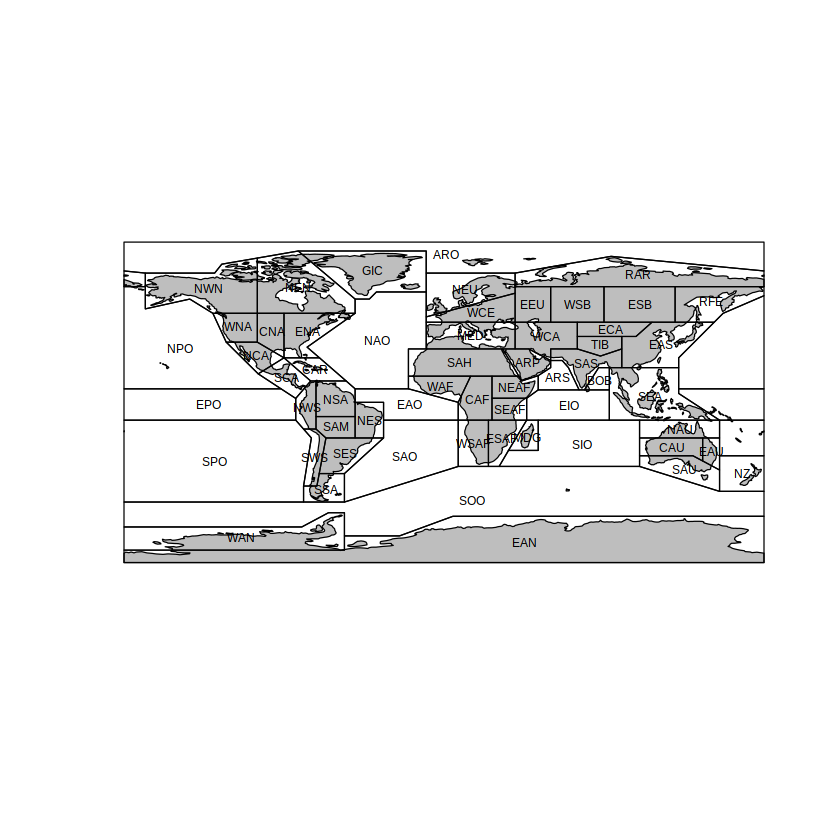 ARO
GIC
RAR
NWN
NEN
NEU
RFE
EEU
WSB
ESB
WCE
WNA
CNA
ENA
ECA
MED
WCA
NAO
TIB
EAS
NPO
NCA
SAH
ARP
SAS
CAR
SCA
ARS
BOB
WAF
NEAF
CAF
SEA
NSA
EPO
NWS
EAO
SEAF
EIO
NES
SAM
NAU
MDG
ESAF
WSAF
SIO
CAU
EAU
SES
SWS
SAO
SPO
SAU
NZ
SSA
SOO
WAN
EAN